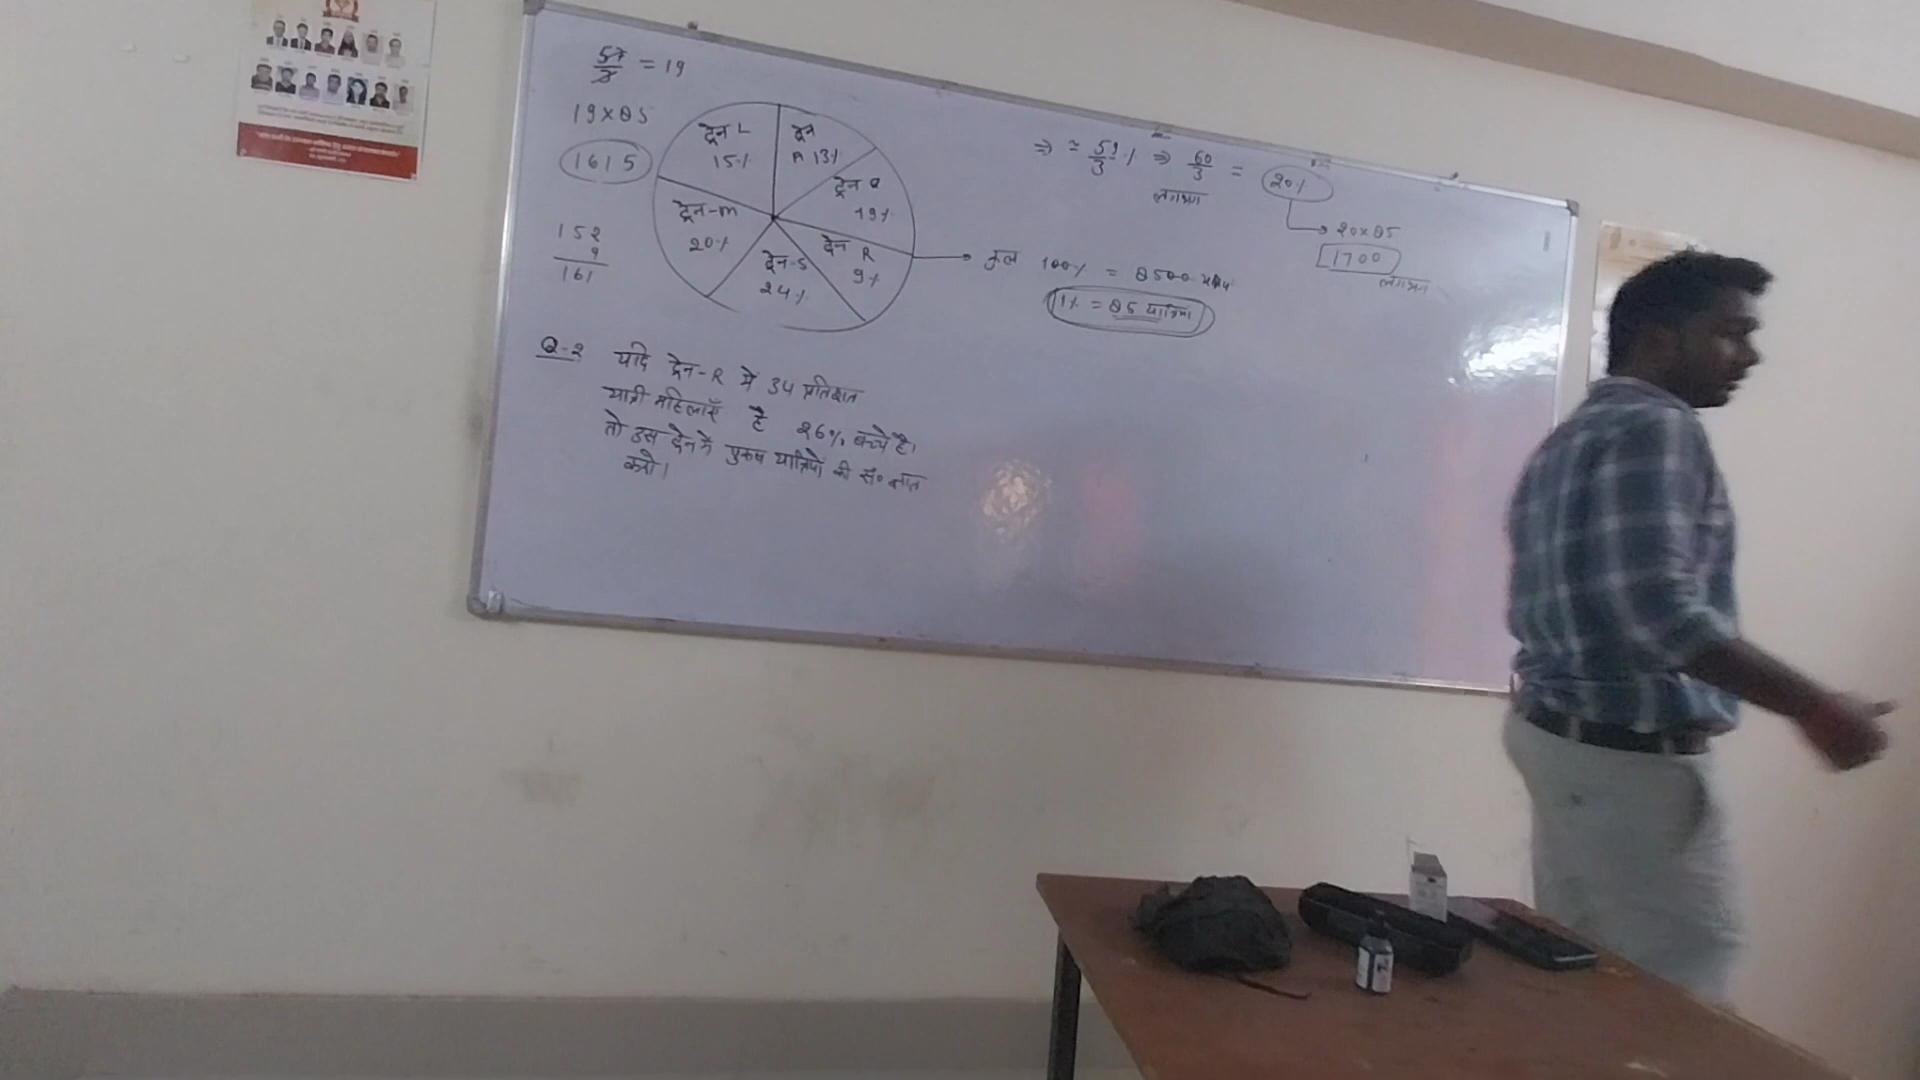 57/3 = 19
19×85
1615
152
9
161
ट्रेन L
15%
ट्रेन
A 13%
ट्रेन Q
19%
ट्रेन R
9%
ट्रेन-S
24%
ट्रेन-m
20%
कुल 100% = 8500
1% = 85 यात्रियों
⇒ ≃ 59/3 % ⇒ 60/3 = 20%
लगभग
20×85
1700
लगभग
Q-2 यदि ट्रेन-R मे 34 प्रतिशत
यात्री महिलाएँ है 26% बच्चे है।
तो उस ट्रेन मे पुरुष यात्रियों की सं० ज्ञात
करो।